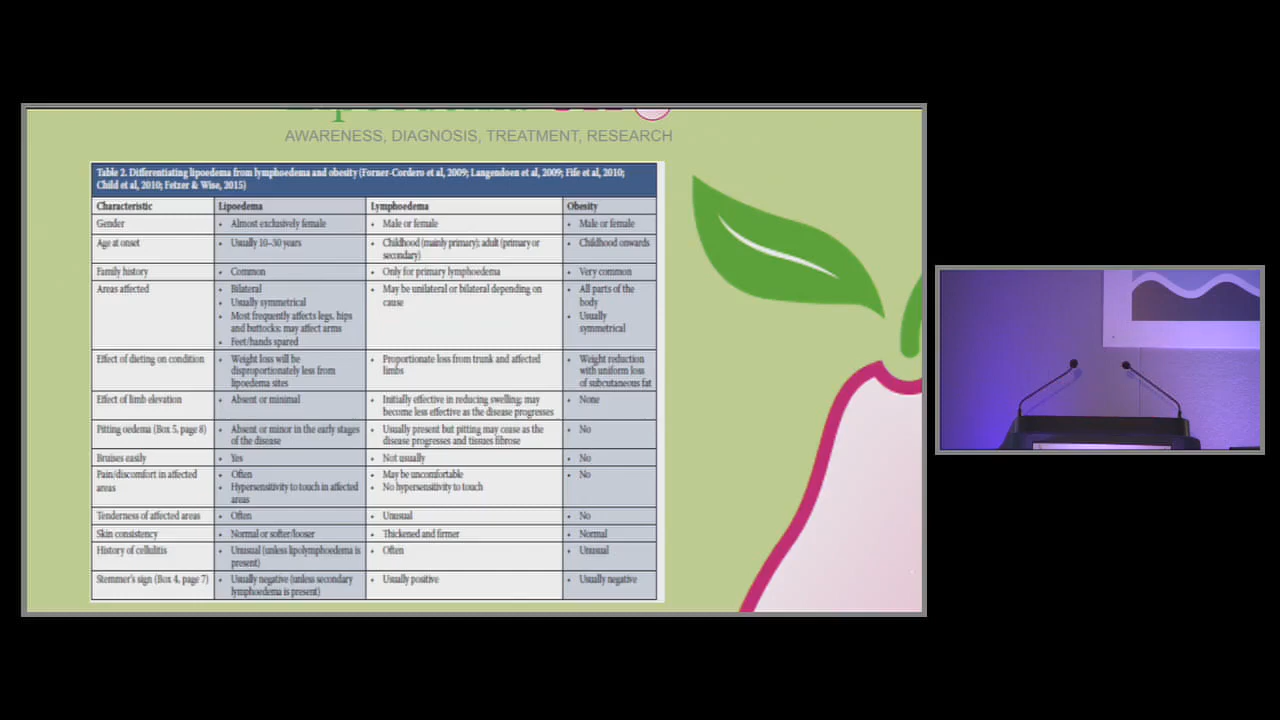 AWARENESS, DIAGNOSIS, TREATMENT, RESEARCH
Table 2. Differentiating lipoedema from lymphoedema and obesity (Forner-Cordero et al, 2009; Langendoen et al, 2009; Fife et al, 2010;
Child et al, 2010; Fetzer & Wise, 2015)
Characteristic Lipoedema Lymphoedema Obesity
Gender • Almost exclusively female • Male or female • Male or female
Age at onset • Usually 10–30 years • Childhood (mainly primary); adult (primary or • Childhood onwards
secondary)
Family history • Common • Only for primary lymphoedema • Very common
Areas affected • Bilateral • May be unilateral or bilateral depending on • All parts of the
• Usually symmetrical cause body
• Most frequently affects legs, hips • Usually
and buttocks; may affect arms symmetrical
• Feet/hands spared
Effect of dieting on condition • Weight loss will be • Proportionate loss from trunk and affected • Weight reduction
disproportionately less from limbs with uniform loss
lipoedema sites of subcutaneous fat
Effect of limb elevation • Absent or minimal • Initially effective in reducing swelling; may • None
become less effective as the disease progresses
Pitting oedema (Box 5, page 8) • Absent or minor in the early stages • Usually present but pitting may cease as the • No
of the disease disease progresses and tissues fibrose
Bruises easily • Yes • Not usually • No
Pain/discomfort in affected • Often • May be uncomfortable • No
areas • Hypersensitivity to touch in affected • No hypersensitivity to touch
areas
Tenderness of affected areas • Often • Unusual • No
Skin consistency • Normal or softer/looser • Thickened and firmer • Normal
History of cellulitis • Unusual (unless lipolymphoedema is • Often • Unusual
present)
Stemmer's sign (Box 4, page 7) • Usually negative (unless secondary • Usually positive • Usually negative
lymphoedema is present)